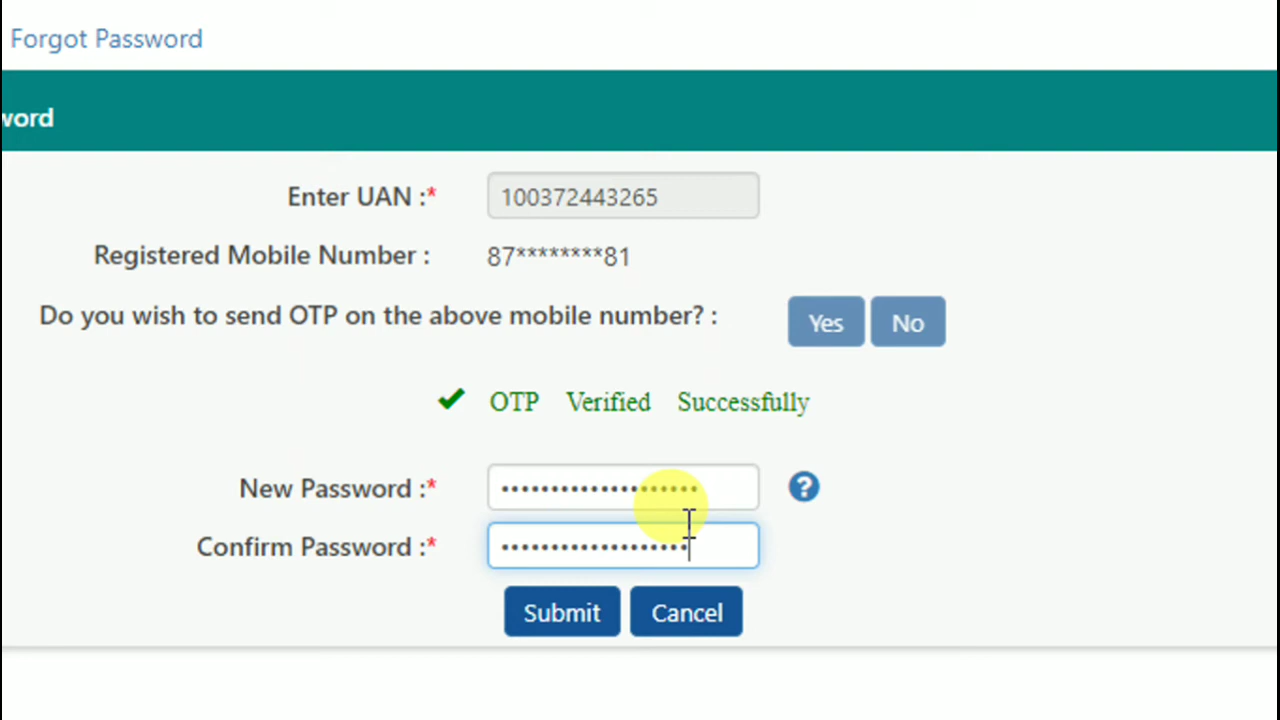 Forgot Password
word
Enter UAN :* 100372443265
Registered Mobile Number : 87********81
Do you wish to send OTP on the above mobile number? : Yes No
✔ OTP Verified Successfully
New Password :* •••••••••••••••••••• ?
Confirm Password :* •••••••••••••••••••
Submit Cancel